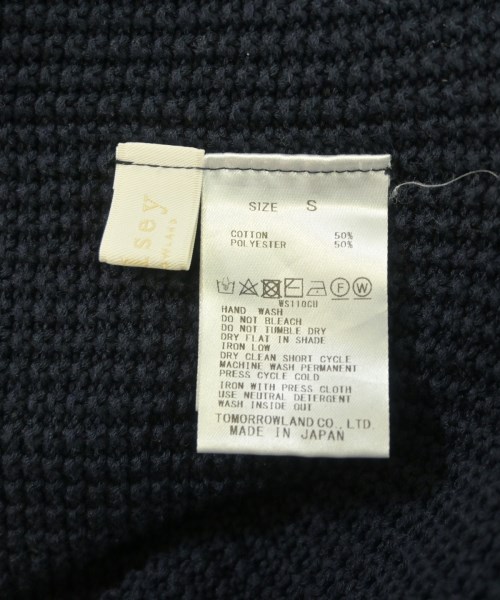 SIZE S
COTTON 50%
POLYESTER 50%
F W
WS110CU
HAND WASH
DO NOT BLEACH
DO NOT TUMBLE DRY
DRY FLAT IN SHADE
IRON LOW
DRY CLEAN SHORT CYCLE
MACHINE WASH PERMANENT
PRESS CYCLE COLD
IRON WITH PRESS CLOTH
USE NEUTRAL DETERGENT
WASH INSIDE OUT
TOMORROWLAND CO., LTD.
MADE IN JAPAN